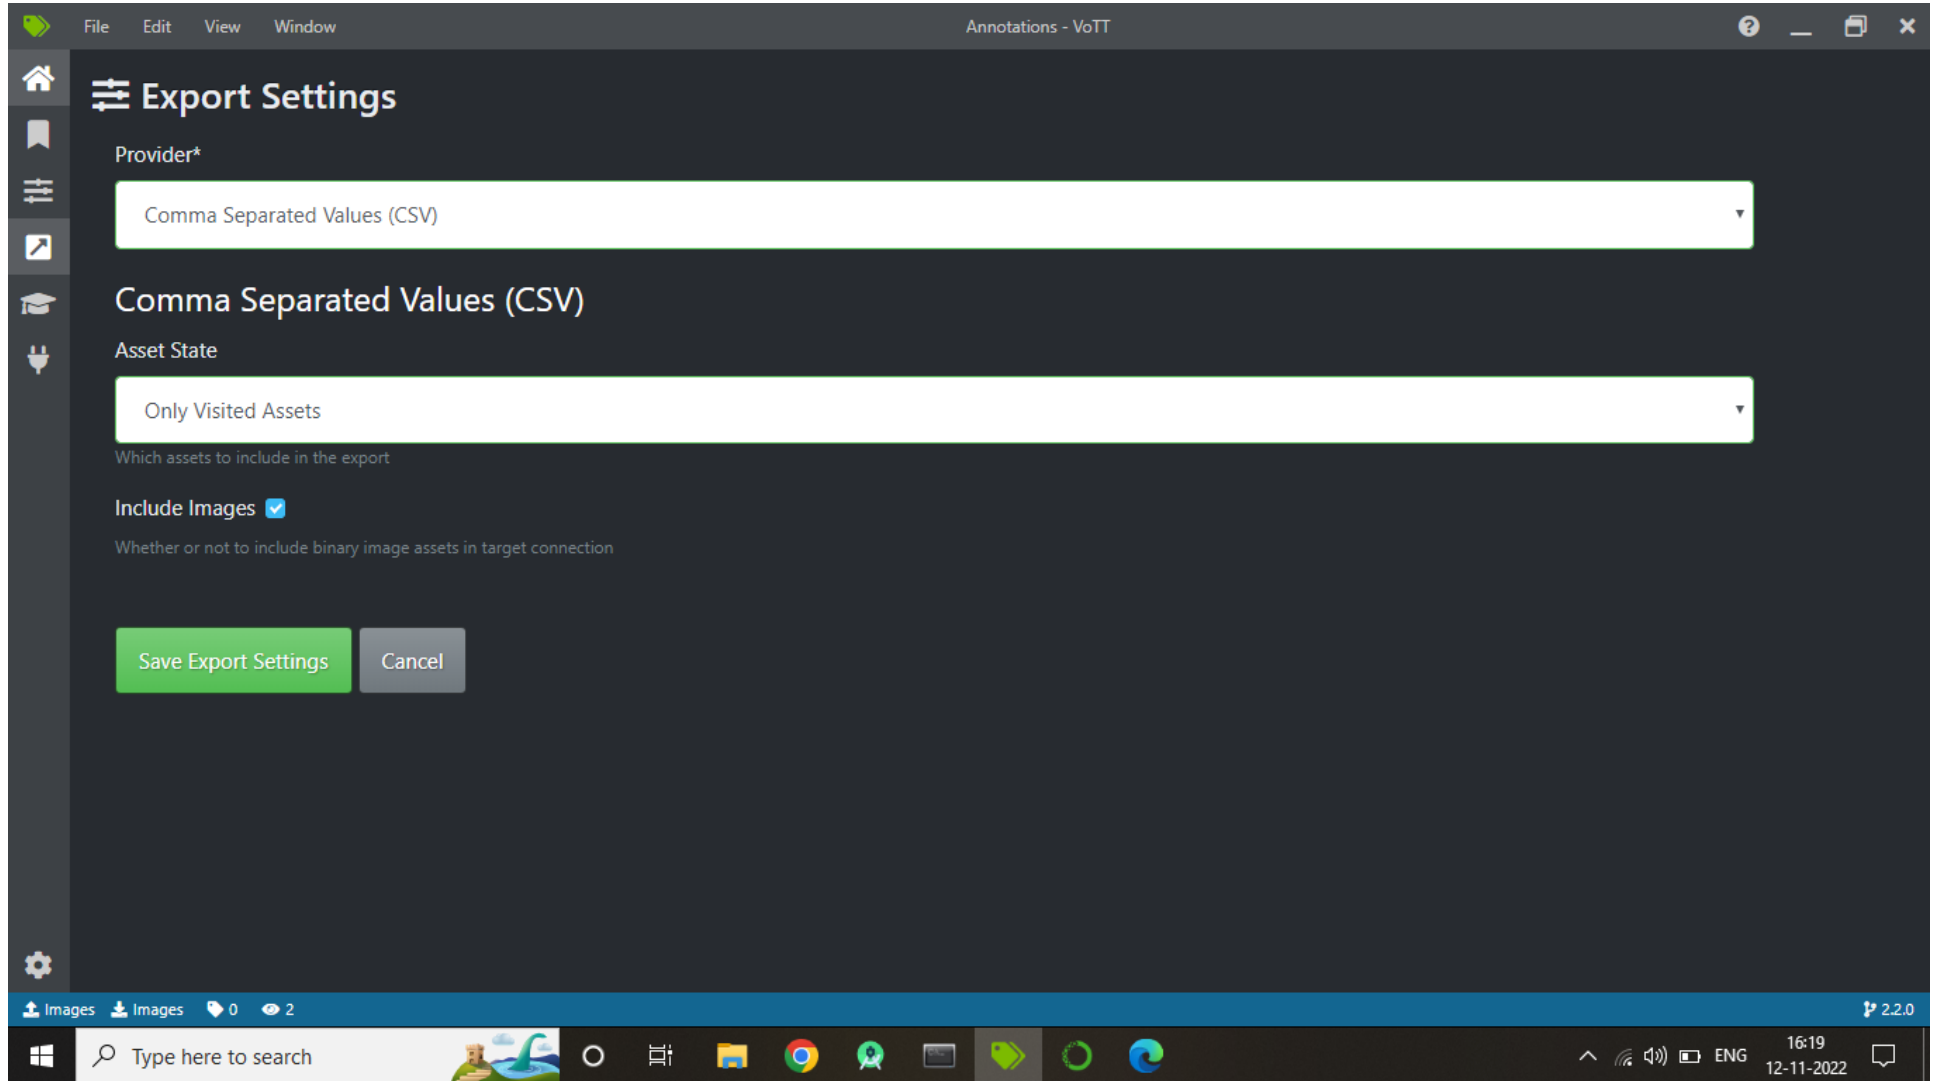 File Edit View Window Annotations - VoTT
Export Settings
Provider*
Comma Separated Values (CSV)
Comma Separated Values (CSV)
Asset State
Only Visited Assets
Which assets to include in the export
Include Images
Whether or not to include binary image assets in target connection
Save Export Settings Cancel
Images Images 0 2 2.2.0
Type here to search ENG 16:19
12-11-2022